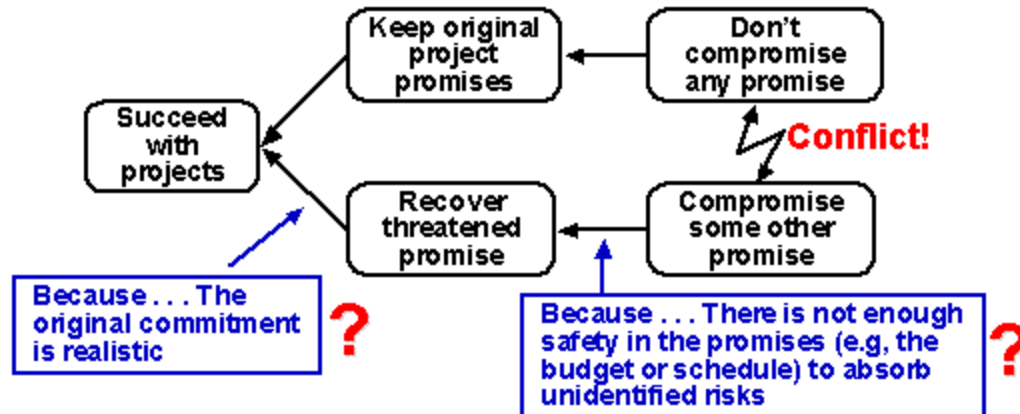 Keep original
project
promises
Don't
compromise
any promise
Succeed
with
projects
Conflict!
Recover
threatened
promise
Compromise
some other
promise
Because . . . The
original commitment
is realistic
?
Because . . . There is not enough
safety in the promises (e.g, the
budget or schedule) to absorb
unidentified risks
?